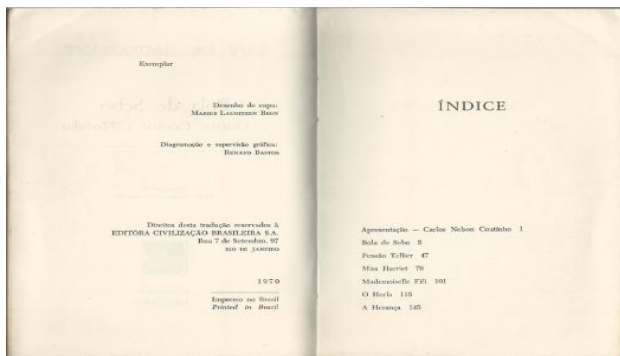 Exemplar
Desenho de capa:
MARIUS LAURITZEN BERN
Diagramação e supervisão gráfica:
RENATO BASTOS
Direitos desta tradução reservados à
EDITÔRA CIVILIZAÇÃO BRASILEIRA S.A.
Rua 7 de Setembro, 97
RIO DE JANEIRO
1970
Impresso no Brasil
Printed in Brazil
ÍNDICE
Apresentação — Carlos Nelson Coutinho 1
Bola de Sebo 5
Pensão Tellier 47
Miss Harriet 79
Mademoiselle Fifi 101
O Horla 115
A Herança 145